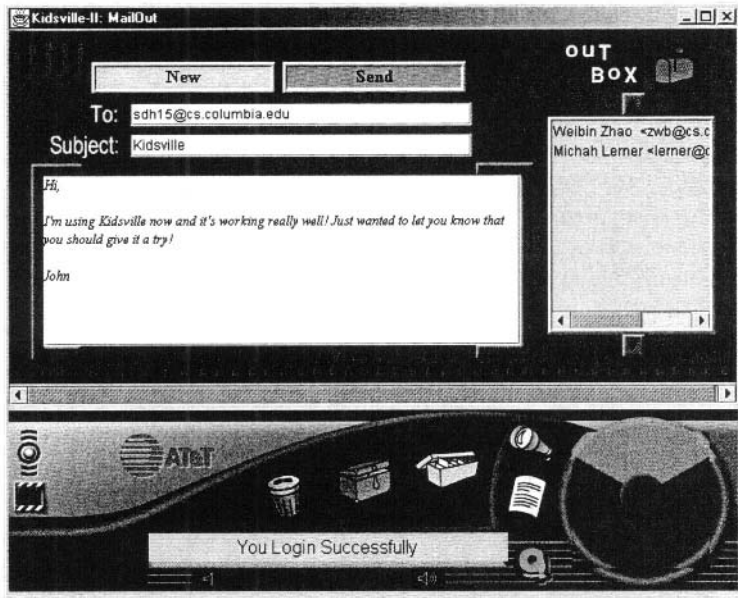 Kidsville-II: MailOut
New Send
To: sdh15@cs.columbia.edu
Subject: Kidsville
Hi,
I'm using Kidsville now and it's working really well! Just wanted to let you know that
you should give it a try!
John
OUT
BOX
Weibin Zhao <zwb@cs.c
Michah Lerner <lerner@c
AT&T
You Login Successfully